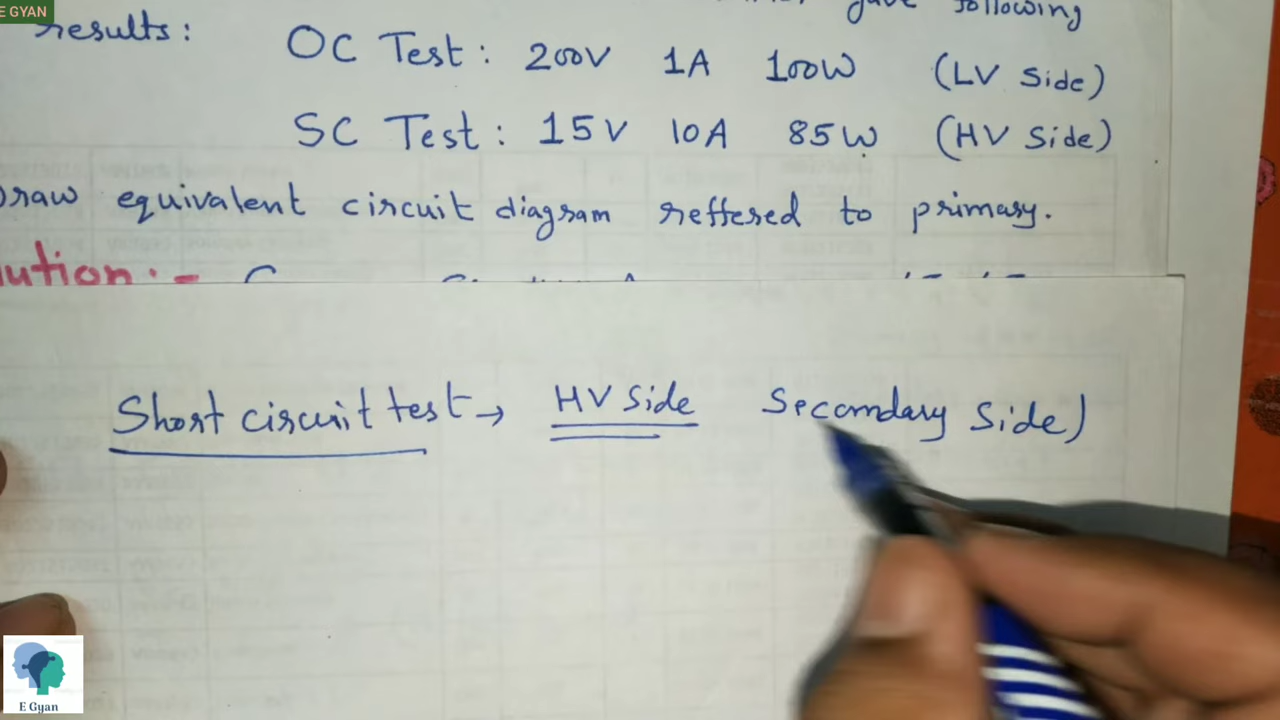 E GYAN
gave following
results:
OC Test: 200V 1A 100W (LV Side)
SC Test: 15V 10A 85W (HV Side)
Draw equivalent circuit diagram reffered to primary.
ution:-
Short circuit test → HV Side Secondary Side)
E Gyan